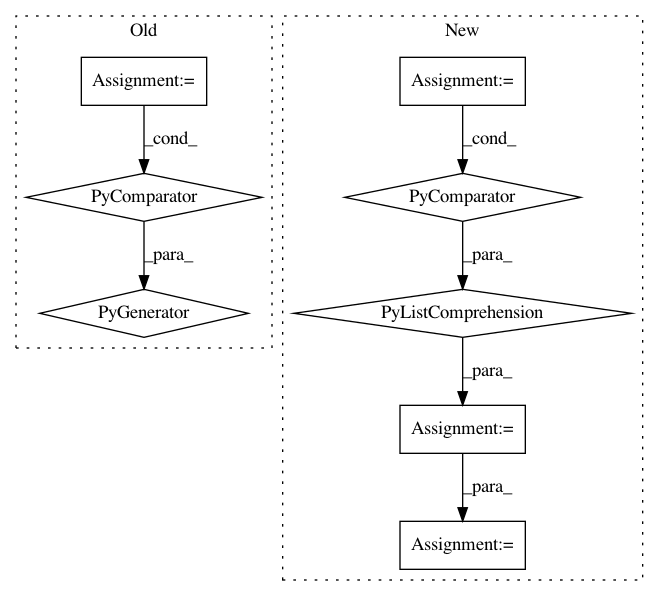 Old
Assignment:=
_cond_
PyComparator
_para_
PyGenerator
New
Assignment:=
_cond_
PyComparator
_para_
PyListComprehension
_para_
Assignment:=
_para_
Assignment:=